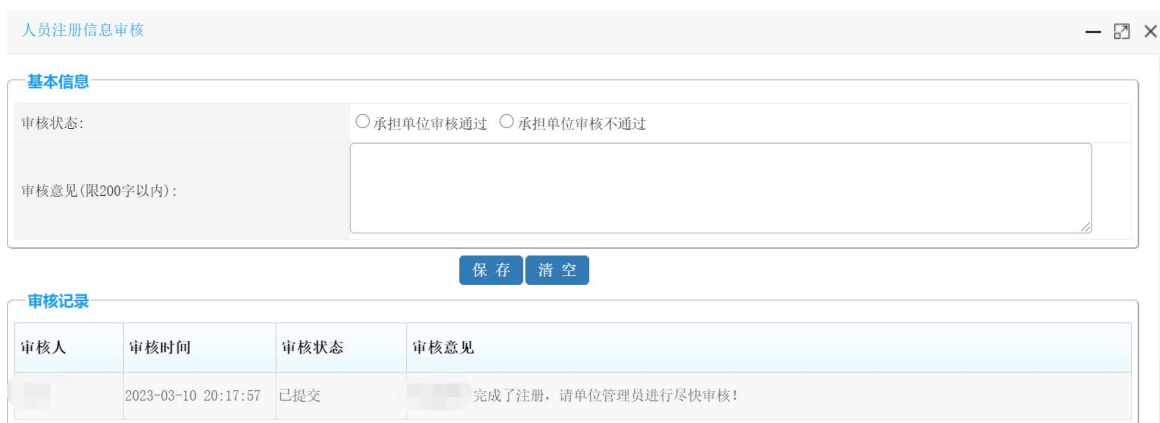 人员注册信息审核
基本信息
审核状态:
承担单位审核通过 承担单位审核不通过
审核意见(限200字以内):
保 存 清 空
审核记录
审核人 审核时间 审核状态 审核意见
2023-03-10 20:17:57 已提交 完成了注册，请单位管理员进行尽快审核！